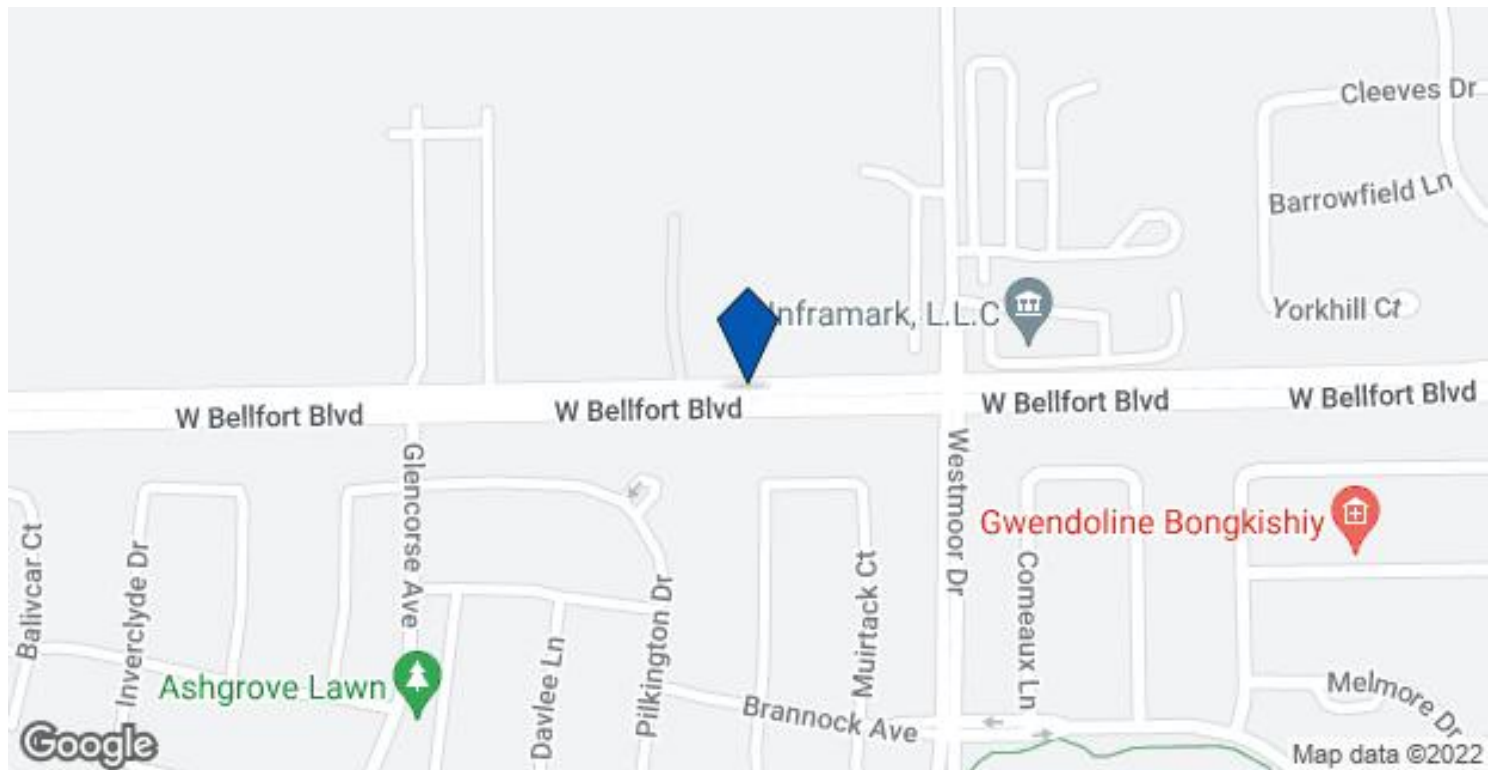 Cleeves Dr
Barrowfield Ln
Inframark, L.L.C
Yorkhill Ct
W Bellfort Blvd
W Bellfort Blvd
W Bellfort Blvd
W Bellfort Blvd
Glencorse Ave
Westmoor Dr
Gwendoline Bongkishiy
Balivcar Ct
Inverclyde Dr
Muirtack Ct
Comeaux Ln
Pilkington Dr
Davlee Ln
Ashgrove Lawn
Brannock Ave
Melmore Dr
Google
Map data ©2022